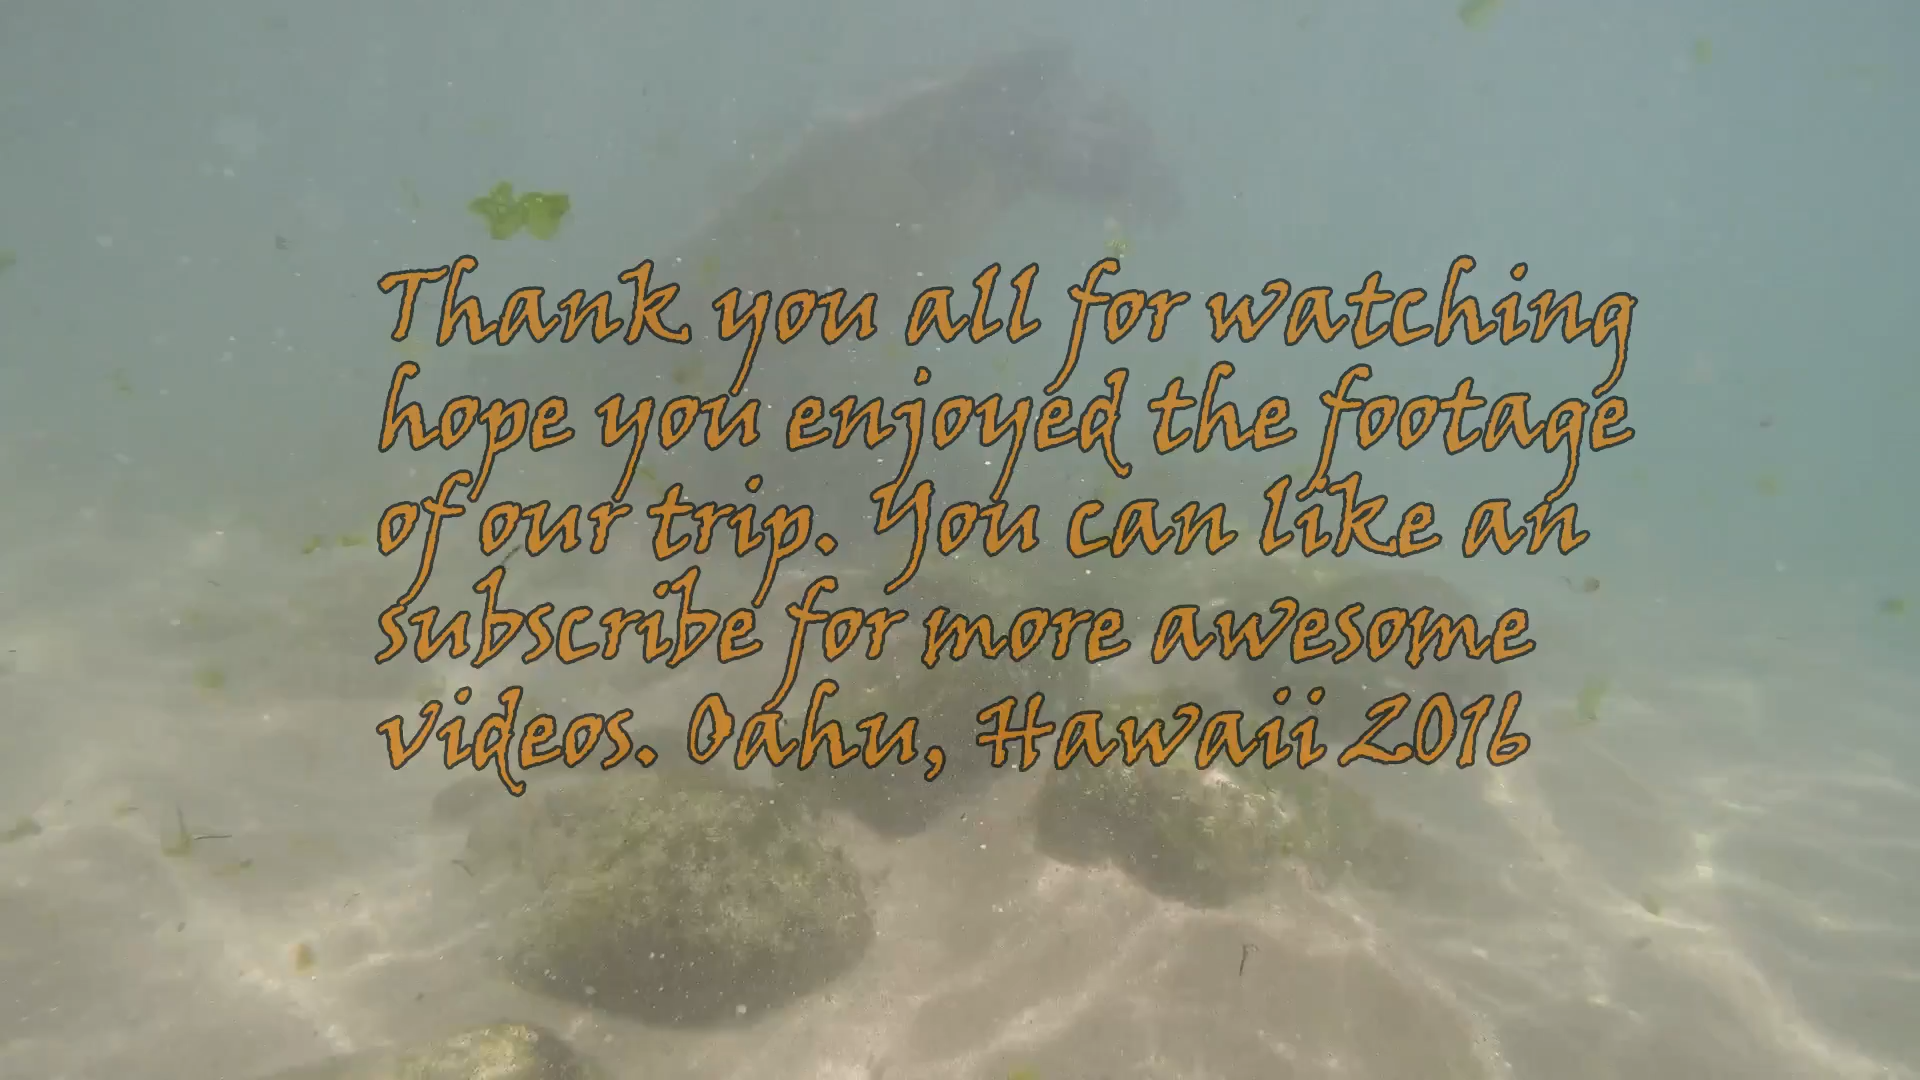 Thank you all for watching
hope you enjoyed the footage
of our trip. You can like an
subscribe for more awesome
videos. Oahu, Hawaii 2016